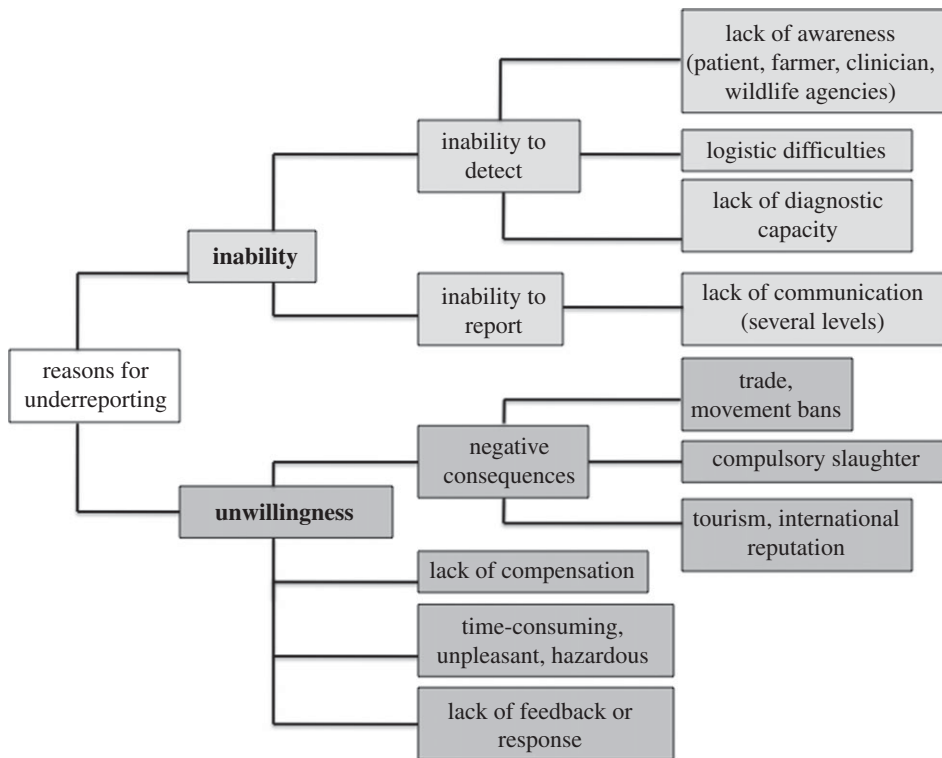 lack of awareness
(patient, farmer, clinician,
wildlife agencies)
inability to
detect
logistic difficulties
lack of diagnostic
capacity
inability
inability to
report
lack of communication
(several levels)
reasons for
underreporting
trade,
movement bans
negative
consequences
compulsory slaughter
unwillingness
tourism, international
reputation
lack of compensation
time-consuming,
unpleasant, hazardous
lack of feedback or
response